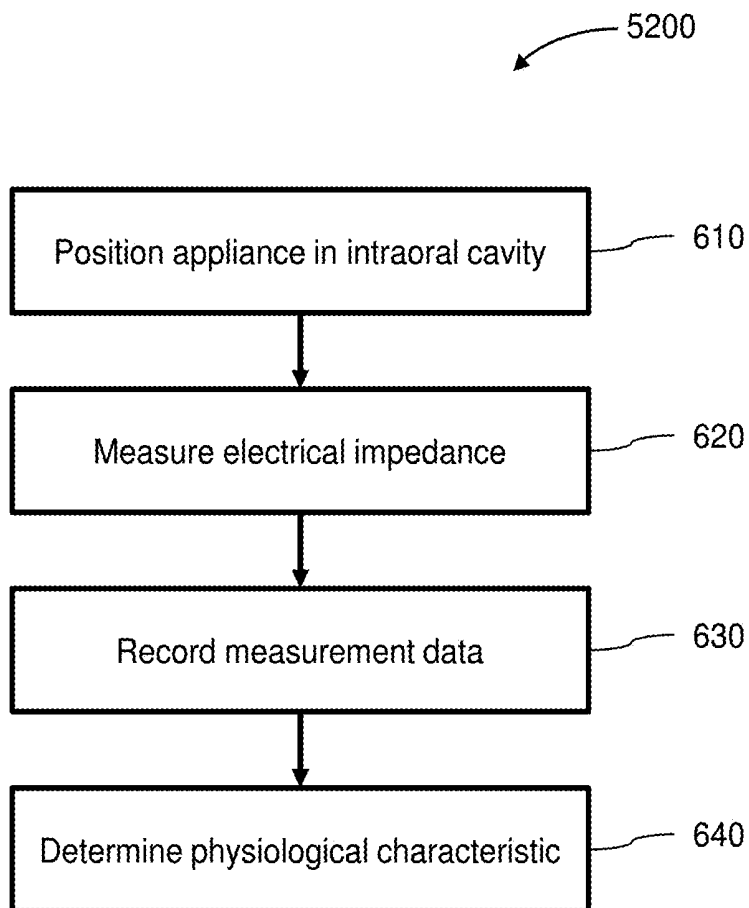 5200
Position appliance in intraoral cavity
610
Measure electrical impedance
620
Record measurement data
630
Determine physiological characteristic
640